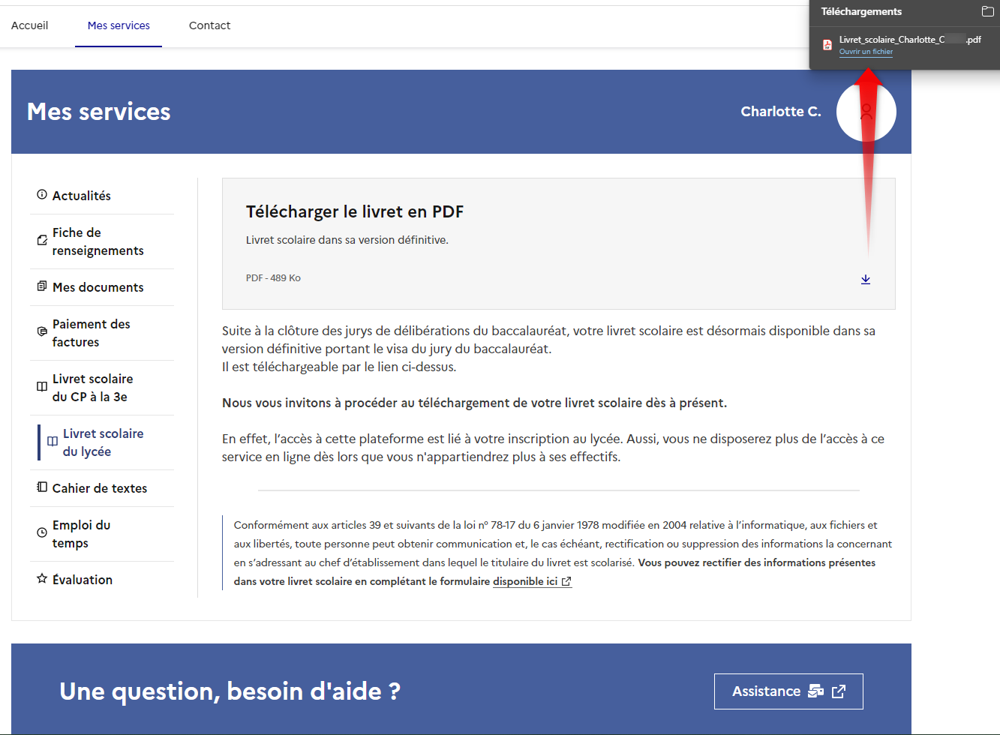 Accueil
Mes services
Contact
Téléchargements
Livret_scolaire_Charlotte_C .pdf
Ouvrir un fichier
Mes services
Charlotte C.
Actualités
Fiche de
renseignements
Mes documents
Paiement des
factures
Livret scolaire
du CP à la 3e
Livret scolaire
du lycée
Cahier de textes
Emploi du
temps
Évaluation
Télécharger le livret en PDF
Livret scolaire dans sa version définitive.
PDF - 489 Ko
Suite à la clôture des jurys de délibérations du baccalauréat, votre livret scolaire est désormais disponible dans sa
version définitive portant le visa du jury du baccalauréat.
Il est téléchargeable par le lien ci-dessus.
Nous vous invitons à procéder au téléchargement de votre livret scolaire dès à présent.
En effet, l’accès à cette plateforme est lié à votre inscription au lycée. Aussi, vous ne disposerez plus de l’accès à ce
service en ligne dès lors que vous n'appartiendrez plus à ses effectifs.
Conformément aux articles 39 et suivants de la loi n° 78-17 du 6 janvier 1978 modifiée en 2004 relative à l’informatique, aux fichiers et
aux libertés, toute personne peut obtenir communication et, le cas échéant, rectification ou suppression des informations la concernant
en s’adressant au chef d’établissement dans lequel le titulaire du livret est scolarisé. Vous pouvez rectifier des informations présentes
dans votre livret scolaire en complétant le formulaire disponible ici
Une question, besoin d'aide ?
Assistance